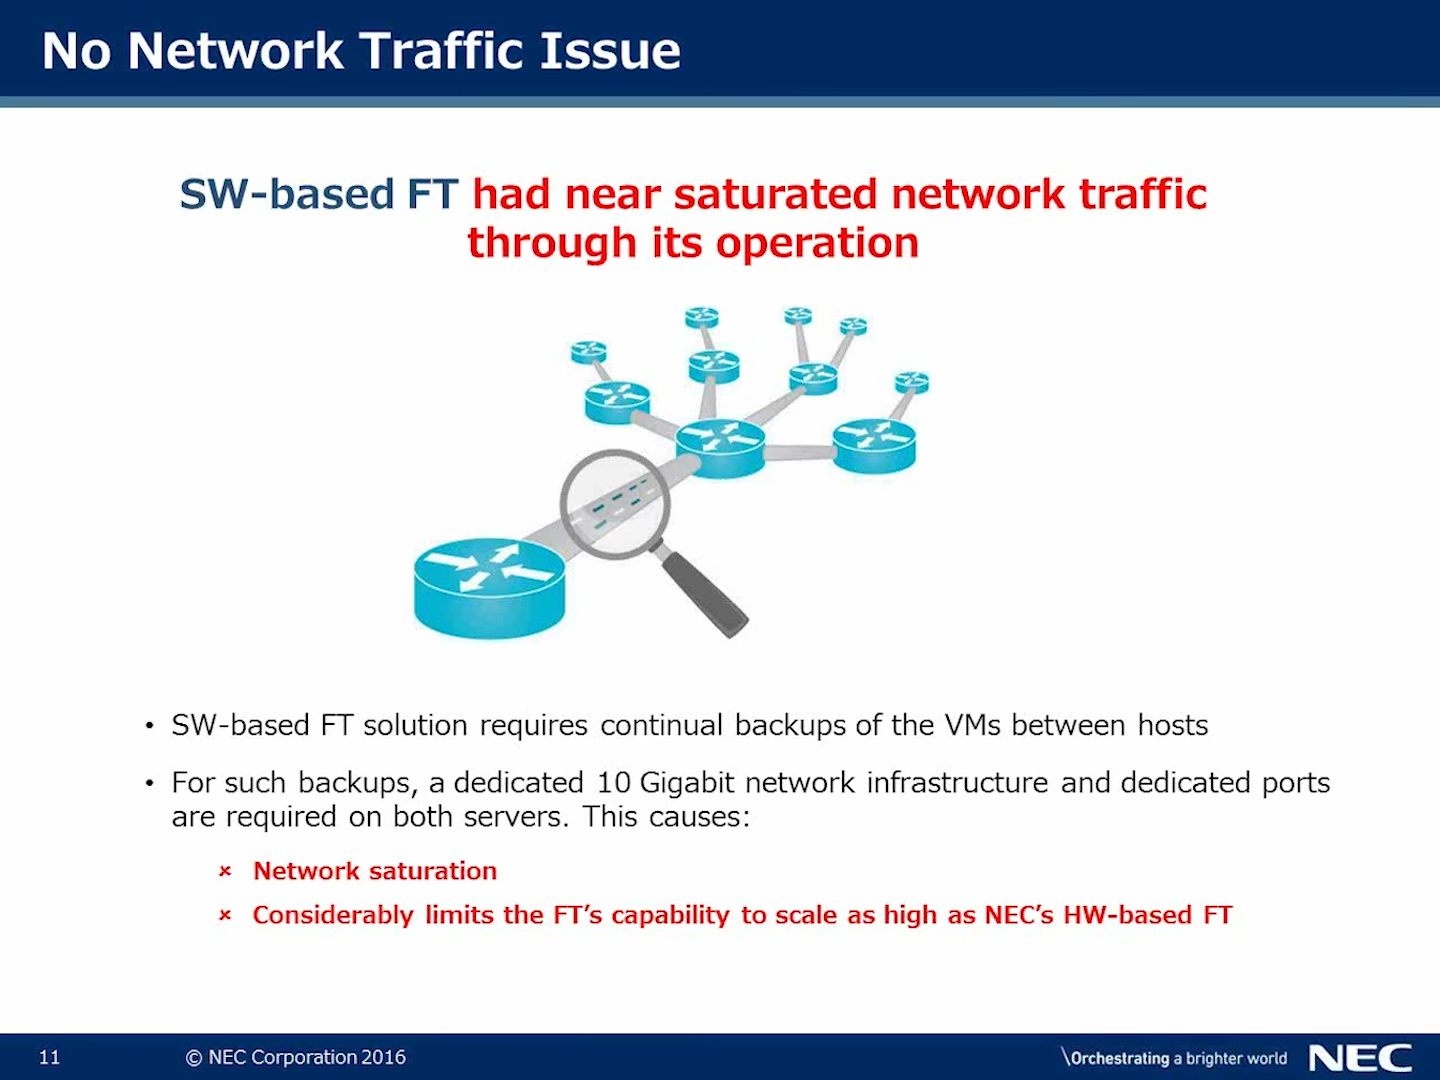 No Network Traffic Issue
SW-based FT had near saturated network traffic
through its operation
• SW-based FT solution requires continual backups of the VMs between hosts
• For such backups, a dedicated 10 Gigabit network infrastructure and dedicated ports
are required on both servers. This causes:
× Network saturation
× Considerably limits the FT’s capability to scale as high as NEC’s HW-based FT
11
© NEC Corporation 2016
\Orchestrating a brighter world
NEC